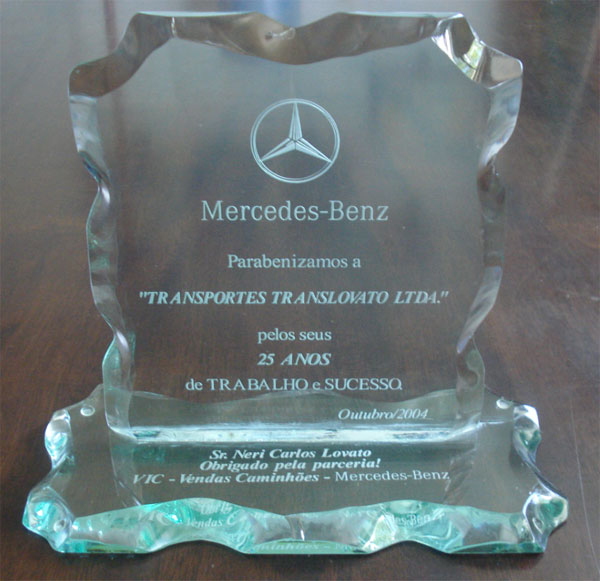 Mercedes-Benz
Parabenizamos a
"TRANSPORTES TRANSLOVATO LTDA."
pelos seus
25 ANOS
de TRABALHO e SUCESSO.
Outubro/2004
Sr. Neri Carlos Lovato
Obrigado pela parceria!
VIC - Vendas Caminhões - Mercedes-Benz